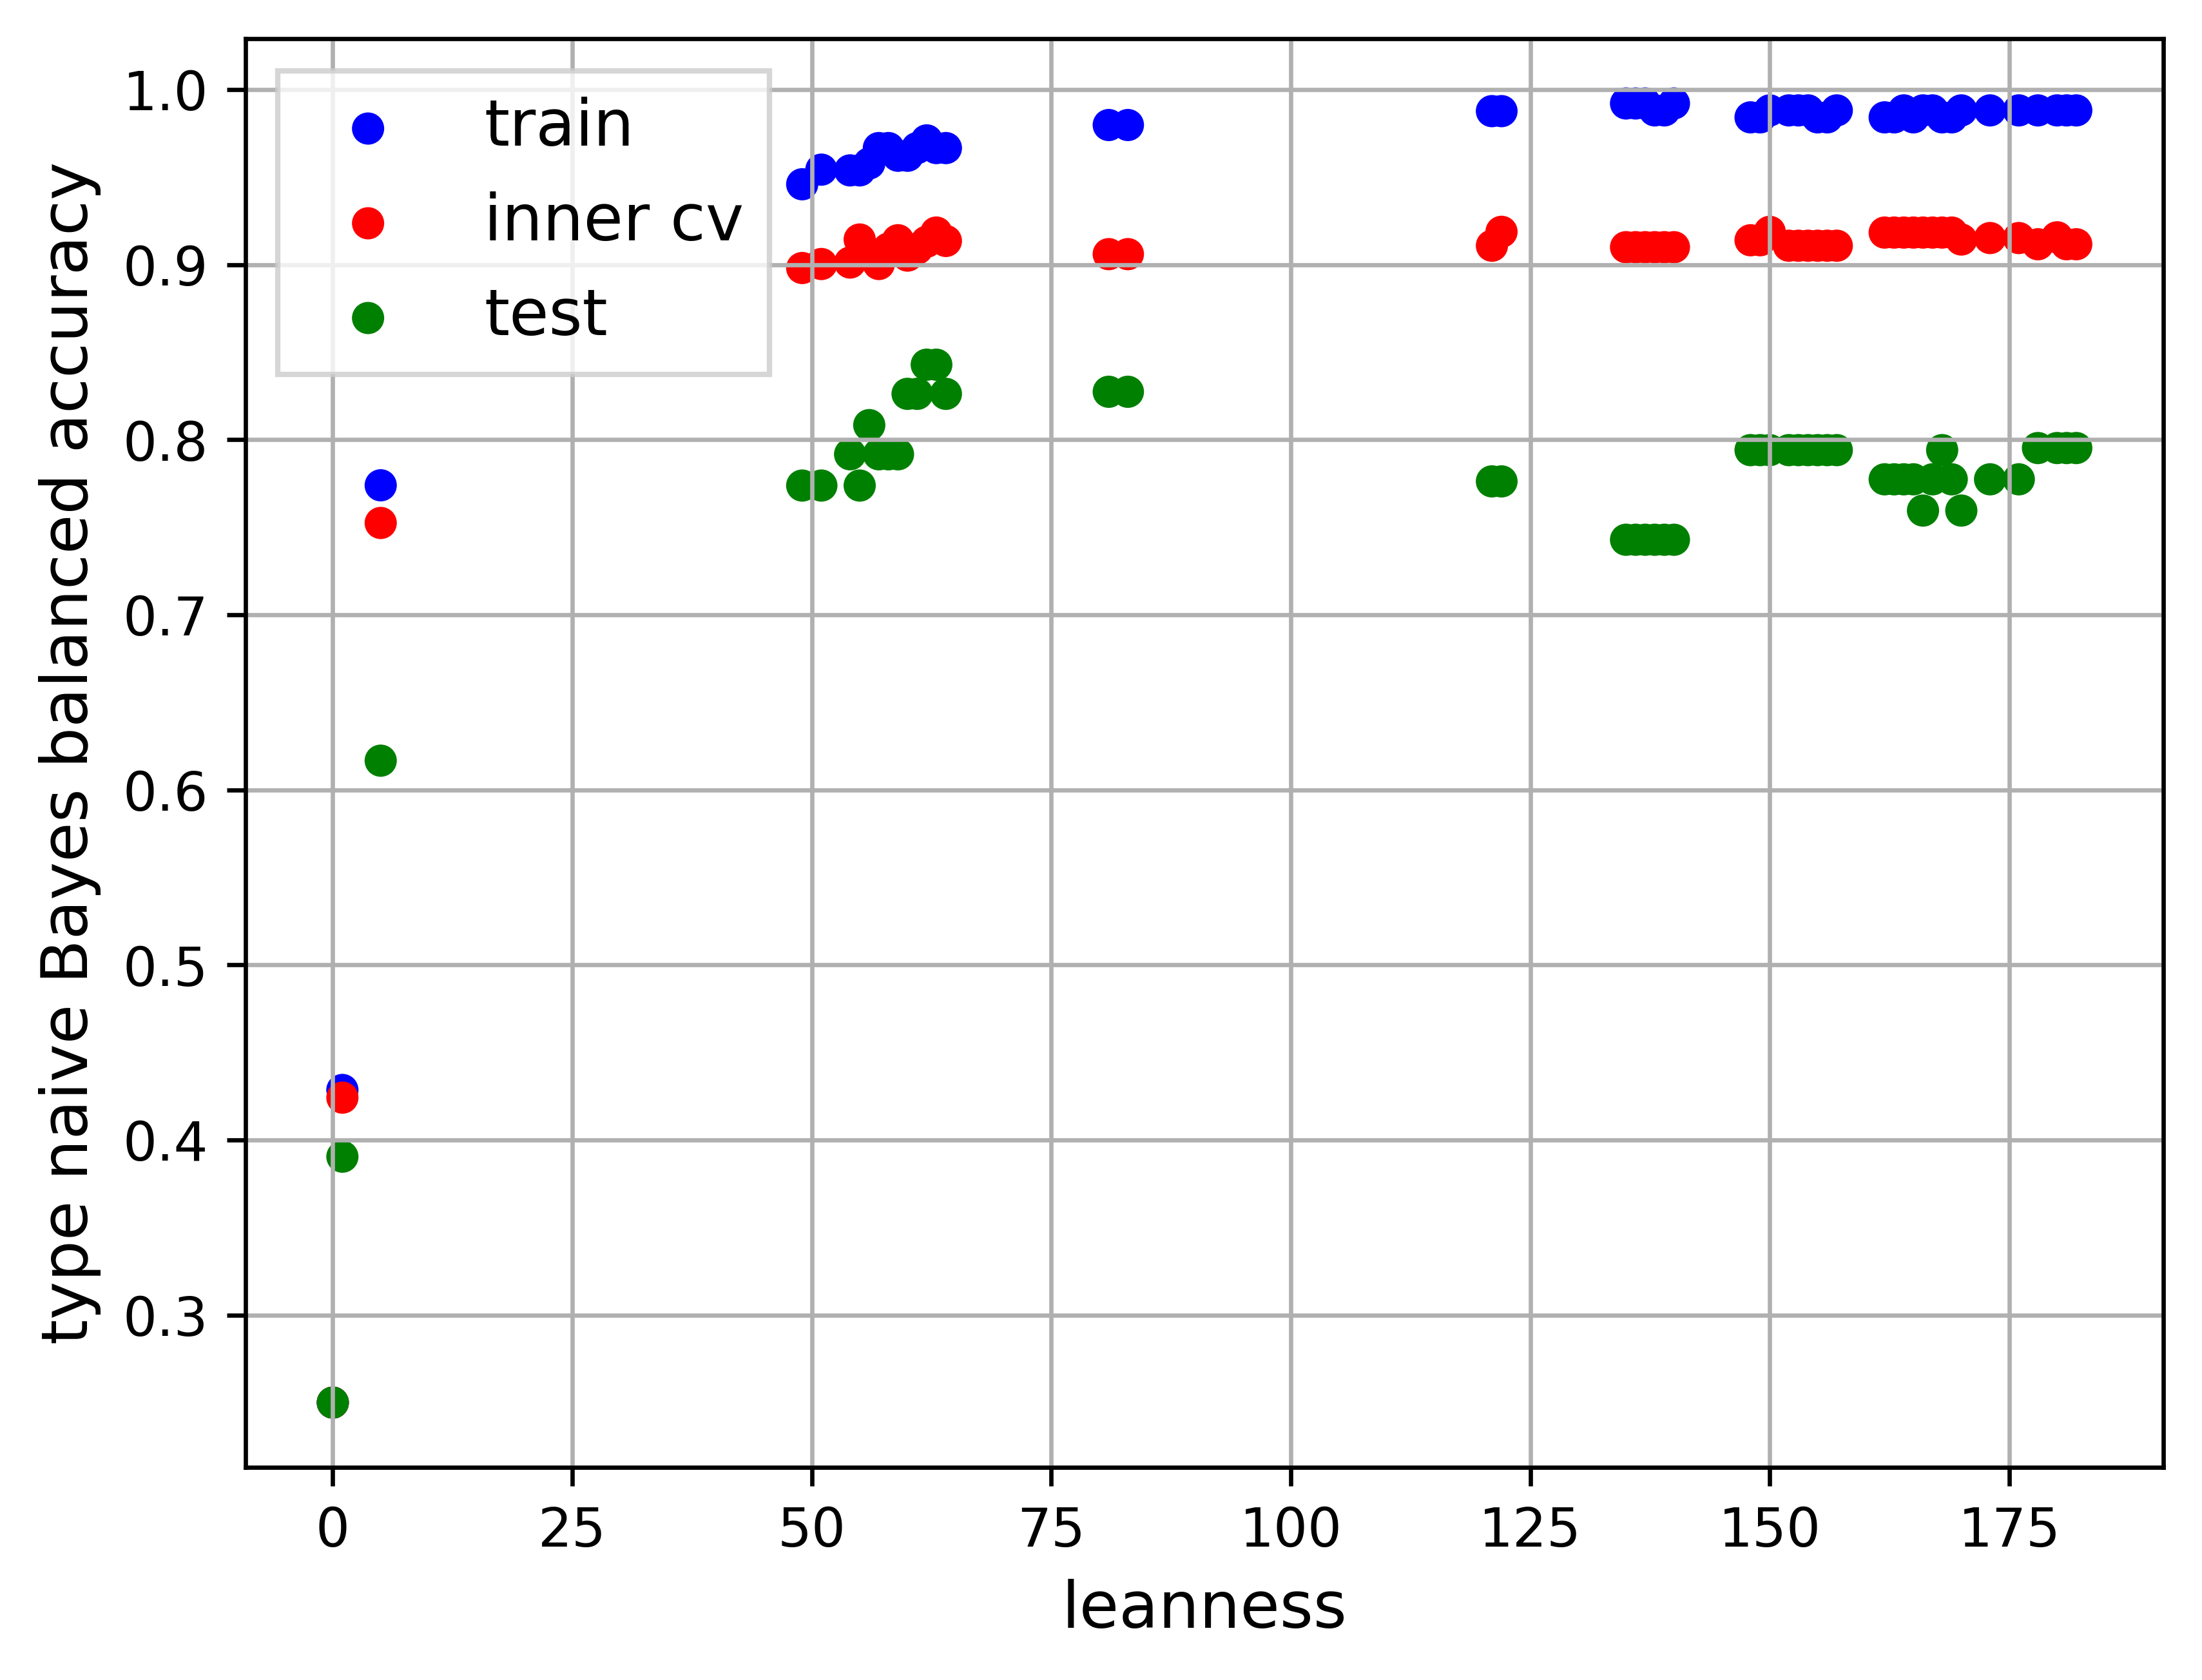 train
inner cv
test
1.0
0.9
0.8
0.7
0.6
0.5
0.4
0.3
type naive Bayes balanced accuracy
0 25 50 75 100 125 150 175
leanness